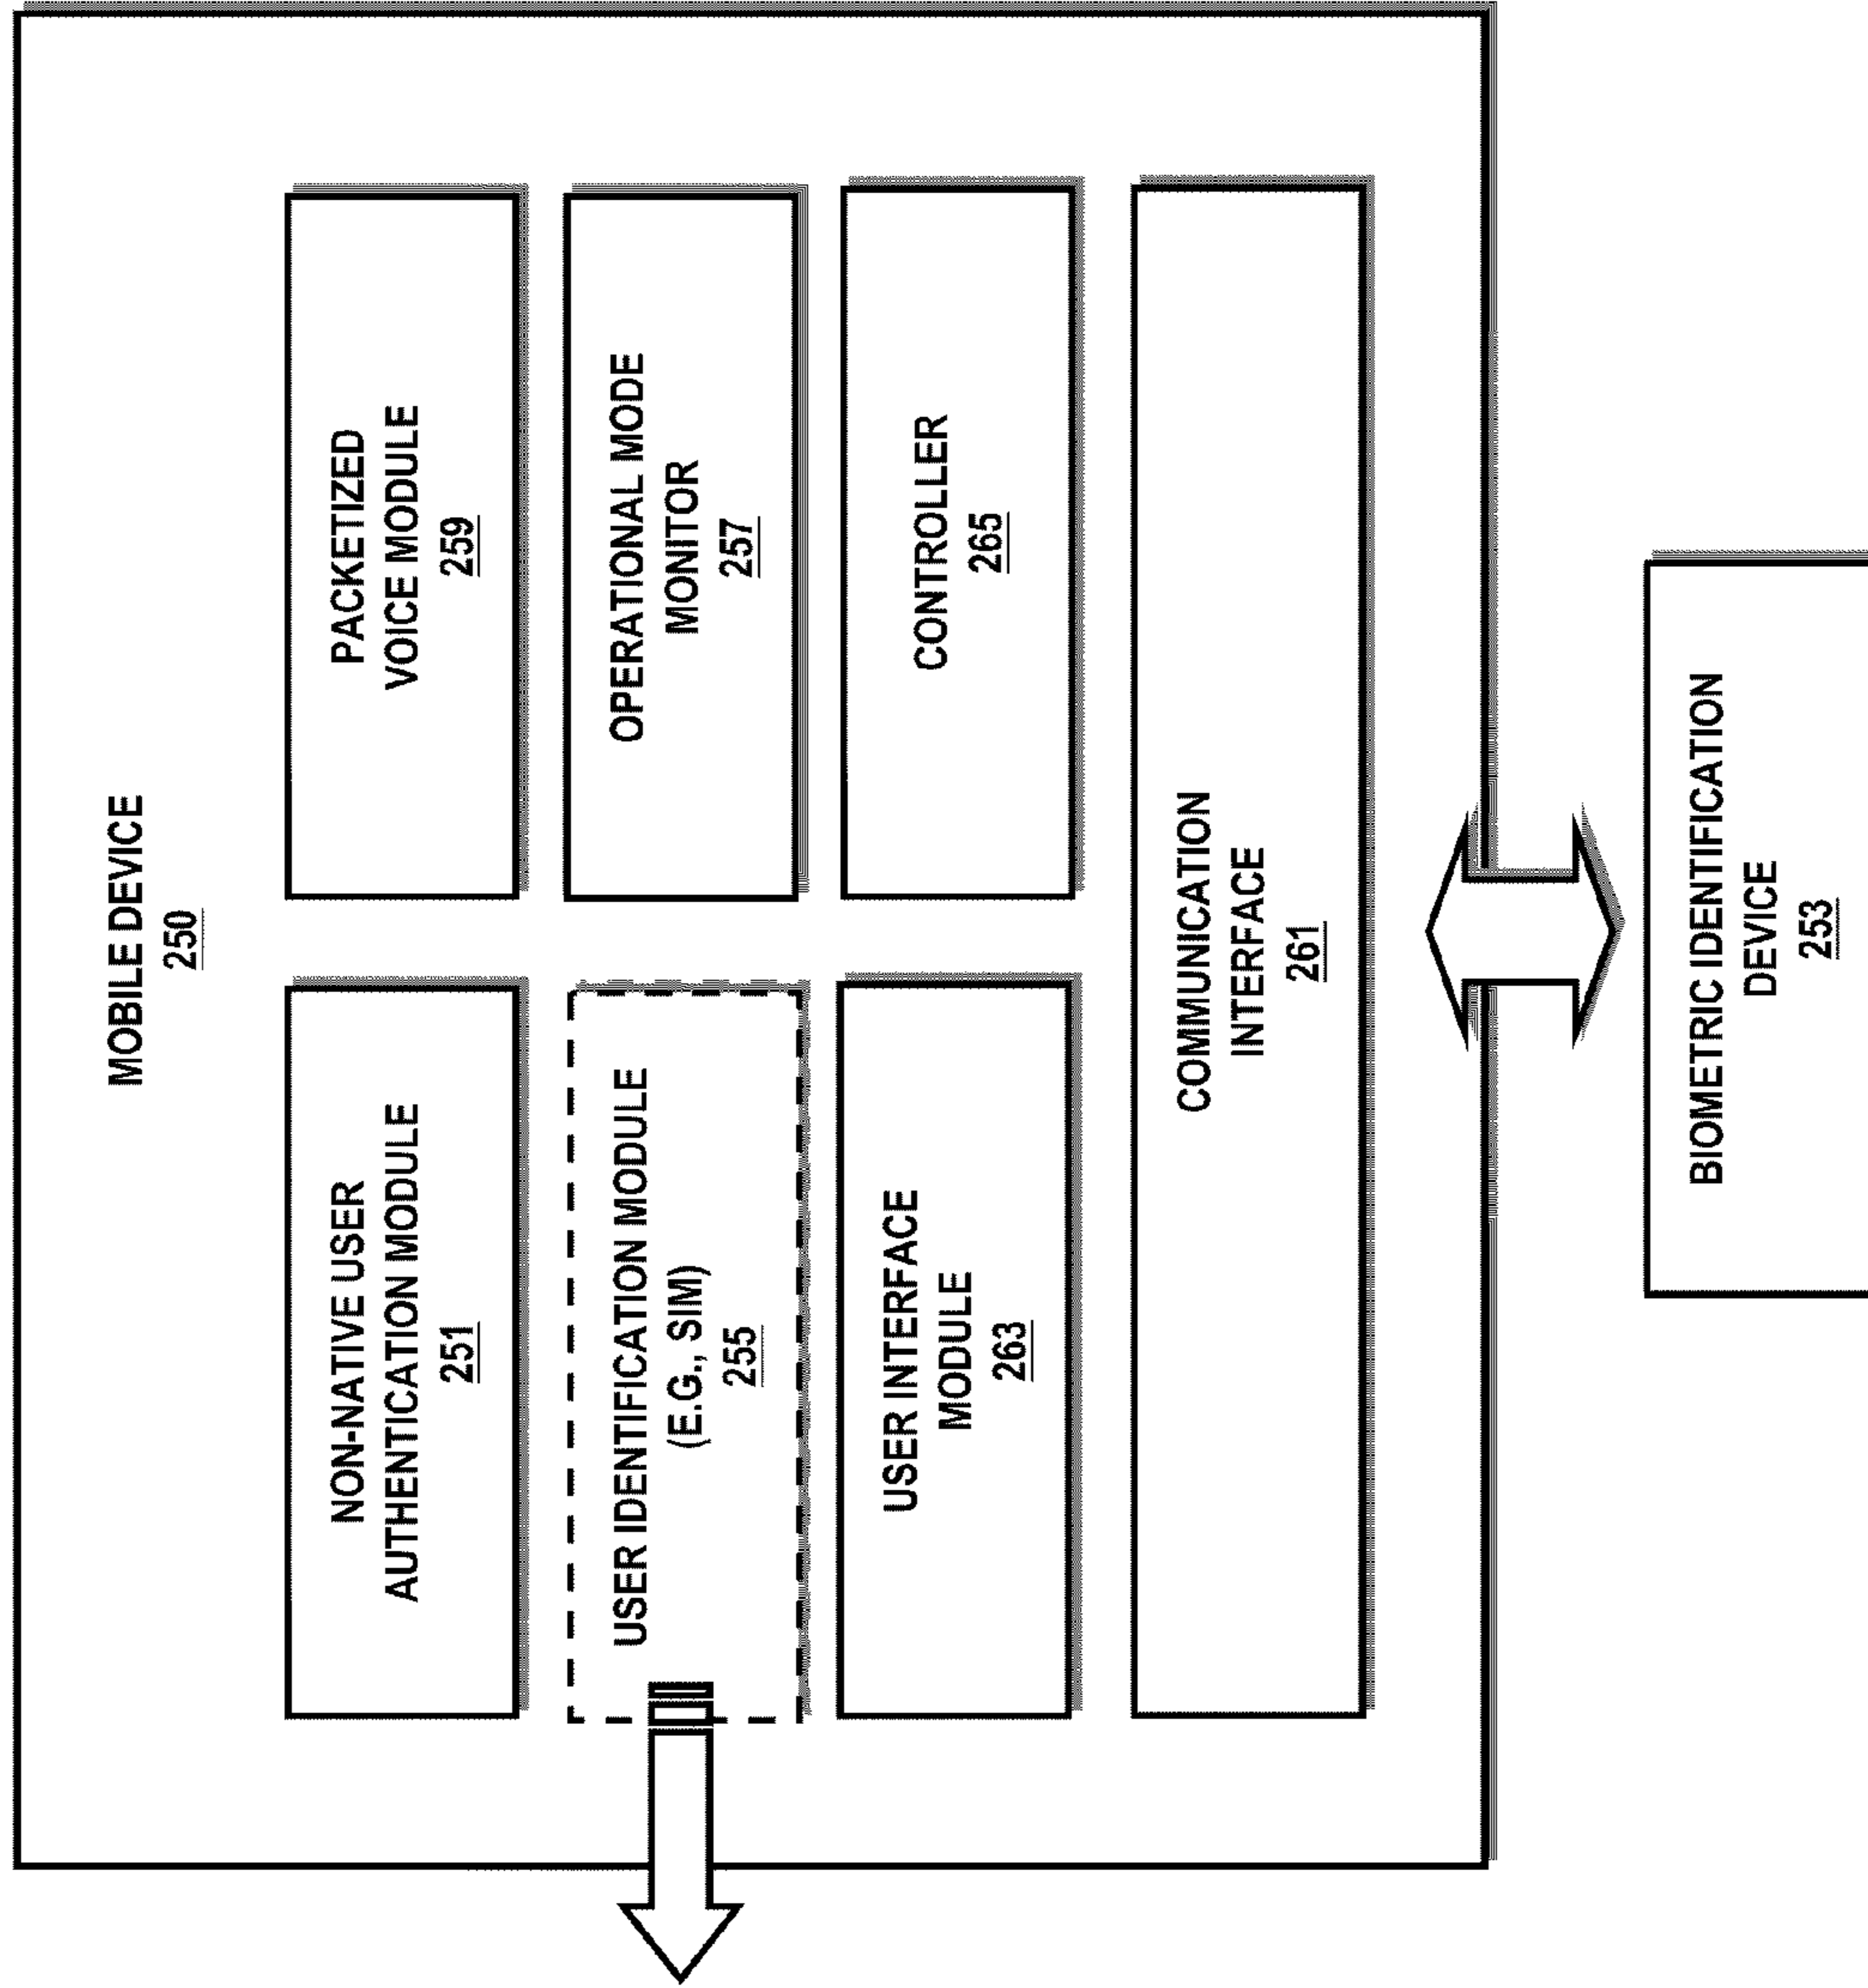 MOBILE DEVICE
250
NON-NATIVE USER
AUTHENTICATION MODULE
251
PACKETIZED
VOICE MODULE
259
USER IDENTIFICATION MODULE
(E.G., SIM)
255
OPERATIONAL MODE
MONITOR
257
USER INTERFACE
MODULE
263
CONTROLLER
265
COMMUNICATION
INTERFACE
261
BIOMETRIC IDENTIFICATION
DEVICE
253